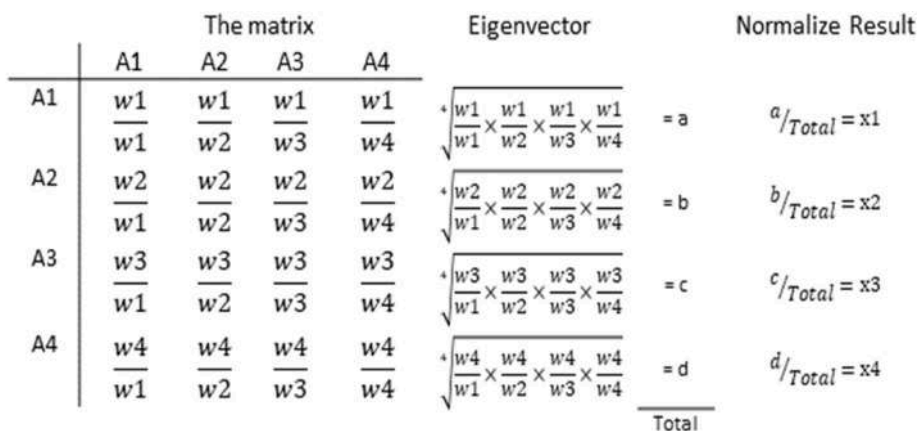 The matrix Eigenvector Normalize Result
A1 A2 A3 A4
A1 w1/w1 w1/w2 w1/w3 w1/w4 ⁴√(w1/w1 × w1/w2 × w1/w3 × w1/w4) = a a/Total = x1
A2 w2/w1 w2/w2 w2/w3 w2/w4 ⁴√(w2/w1 × w2/w2 × w2/w3 × w2/w4) = b b/Total = x2
A3 w3/w1 w3/w2 w3/w3 w3/w4 ⁴√(w3/w1 × w3/w2 × w3/w3 × w3/w4) = c c/Total = x3
A4 w4/w1 w4/w2 w4/w3 w4/w4 ⁴√(w4/w1 × w4/w2 × w4/w3 × w4/w4) = d d/Total = x4
Total